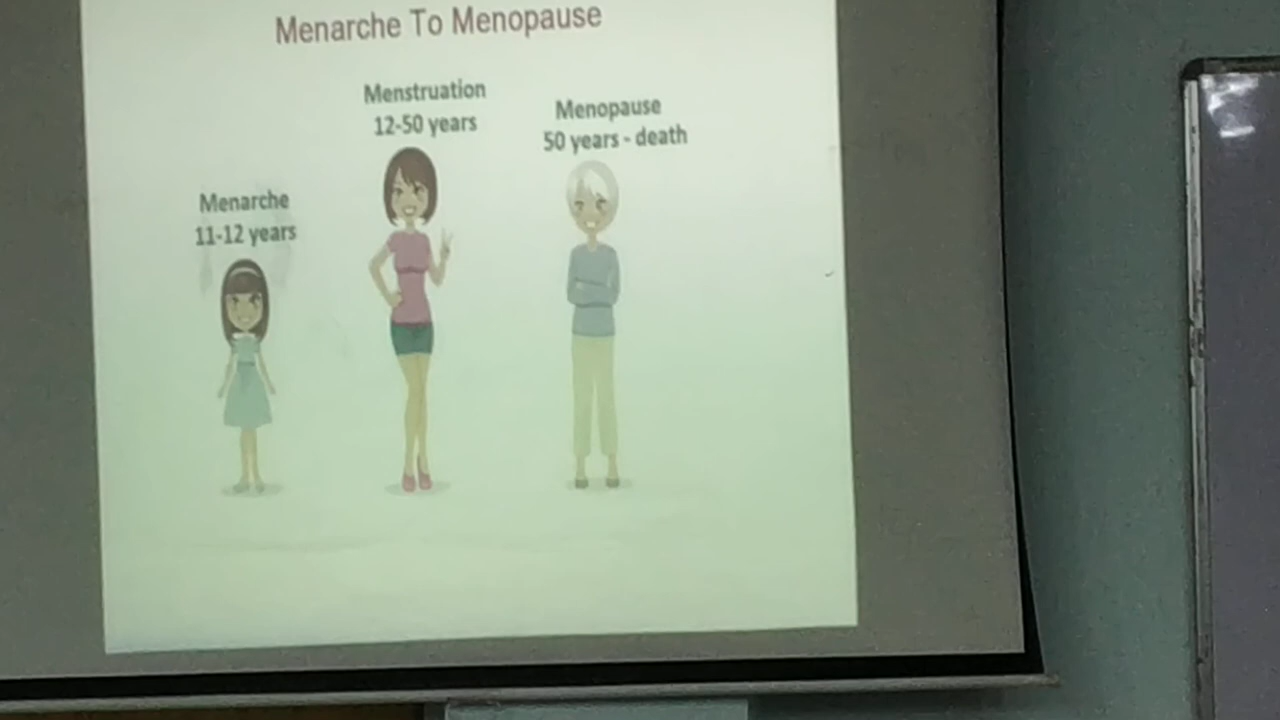 Menarche To Menopause
Menarche
11-12 years
Menstruation
12-50 years
Menopause
50 years - death